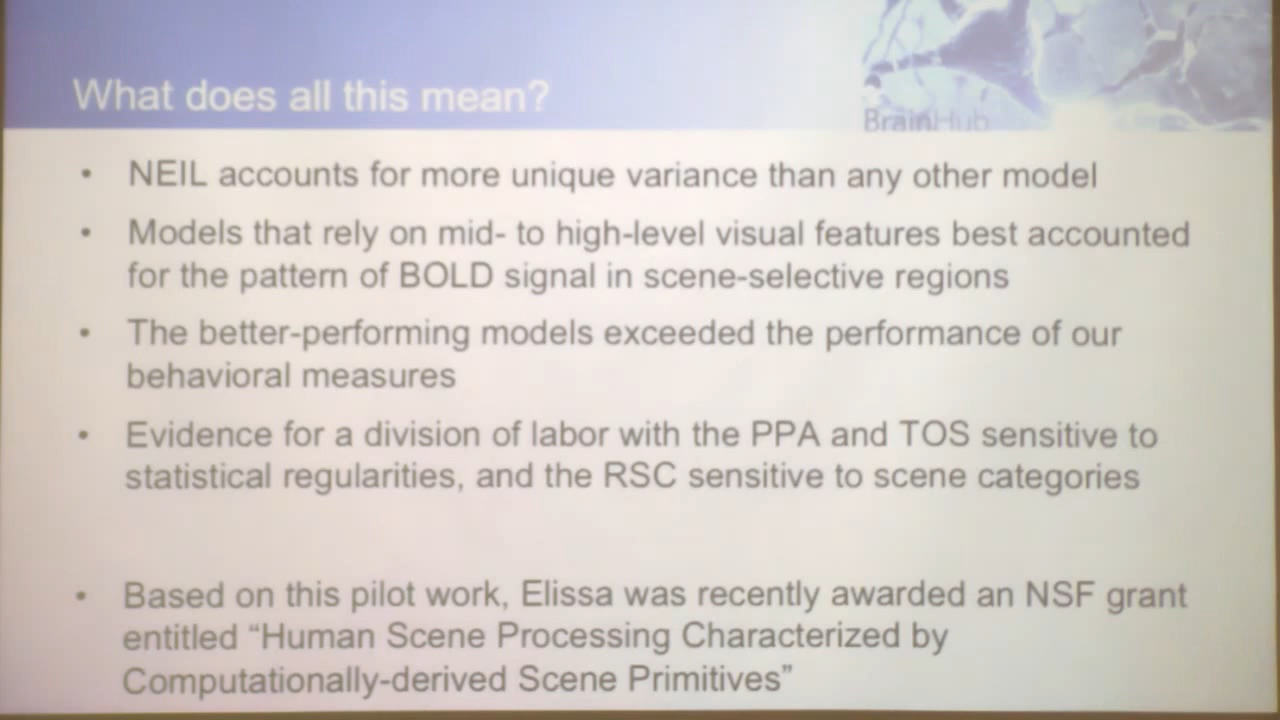 What does all this mean?
BrainHub
• NEIL accounts for more unique variance than any other model
• Models that rely on mid- to high-level visual features best accounted
for the pattern of BOLD signal in scene-selective regions
• The better-performing models exceeded the performance of our
behavioral measures
• Evidence for a division of labor with the PPA and TOS sensitive to
statistical regularities, and the RSC sensitive to scene categories
• Based on this pilot work, Elissa was recently awarded an NSF grant
entitled “Human Scene Processing Characterized by
Computationally-derived Scene Primitives”